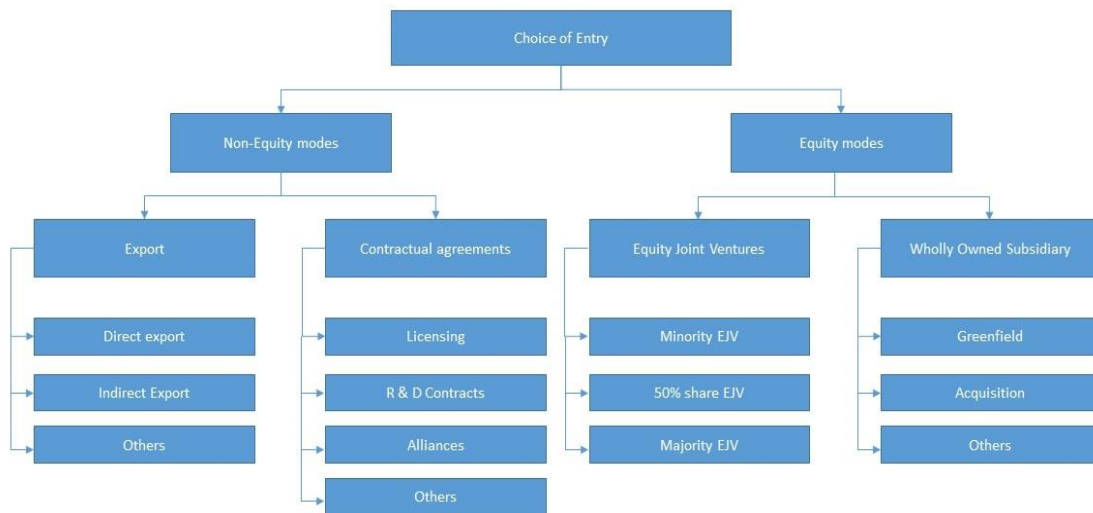 Choice of Entry
Non-Equity modes
Equity modes
Export
Contractual agreements
Equity Joint Ventures
Wholly Owned Subsidiary
Direct export
Licensing
Minority EJV
Greenfield
Indirect Export
R & D Contracts
50% share EJV
Acquisition
Others
Alliances
Majority EJV
Others
Others